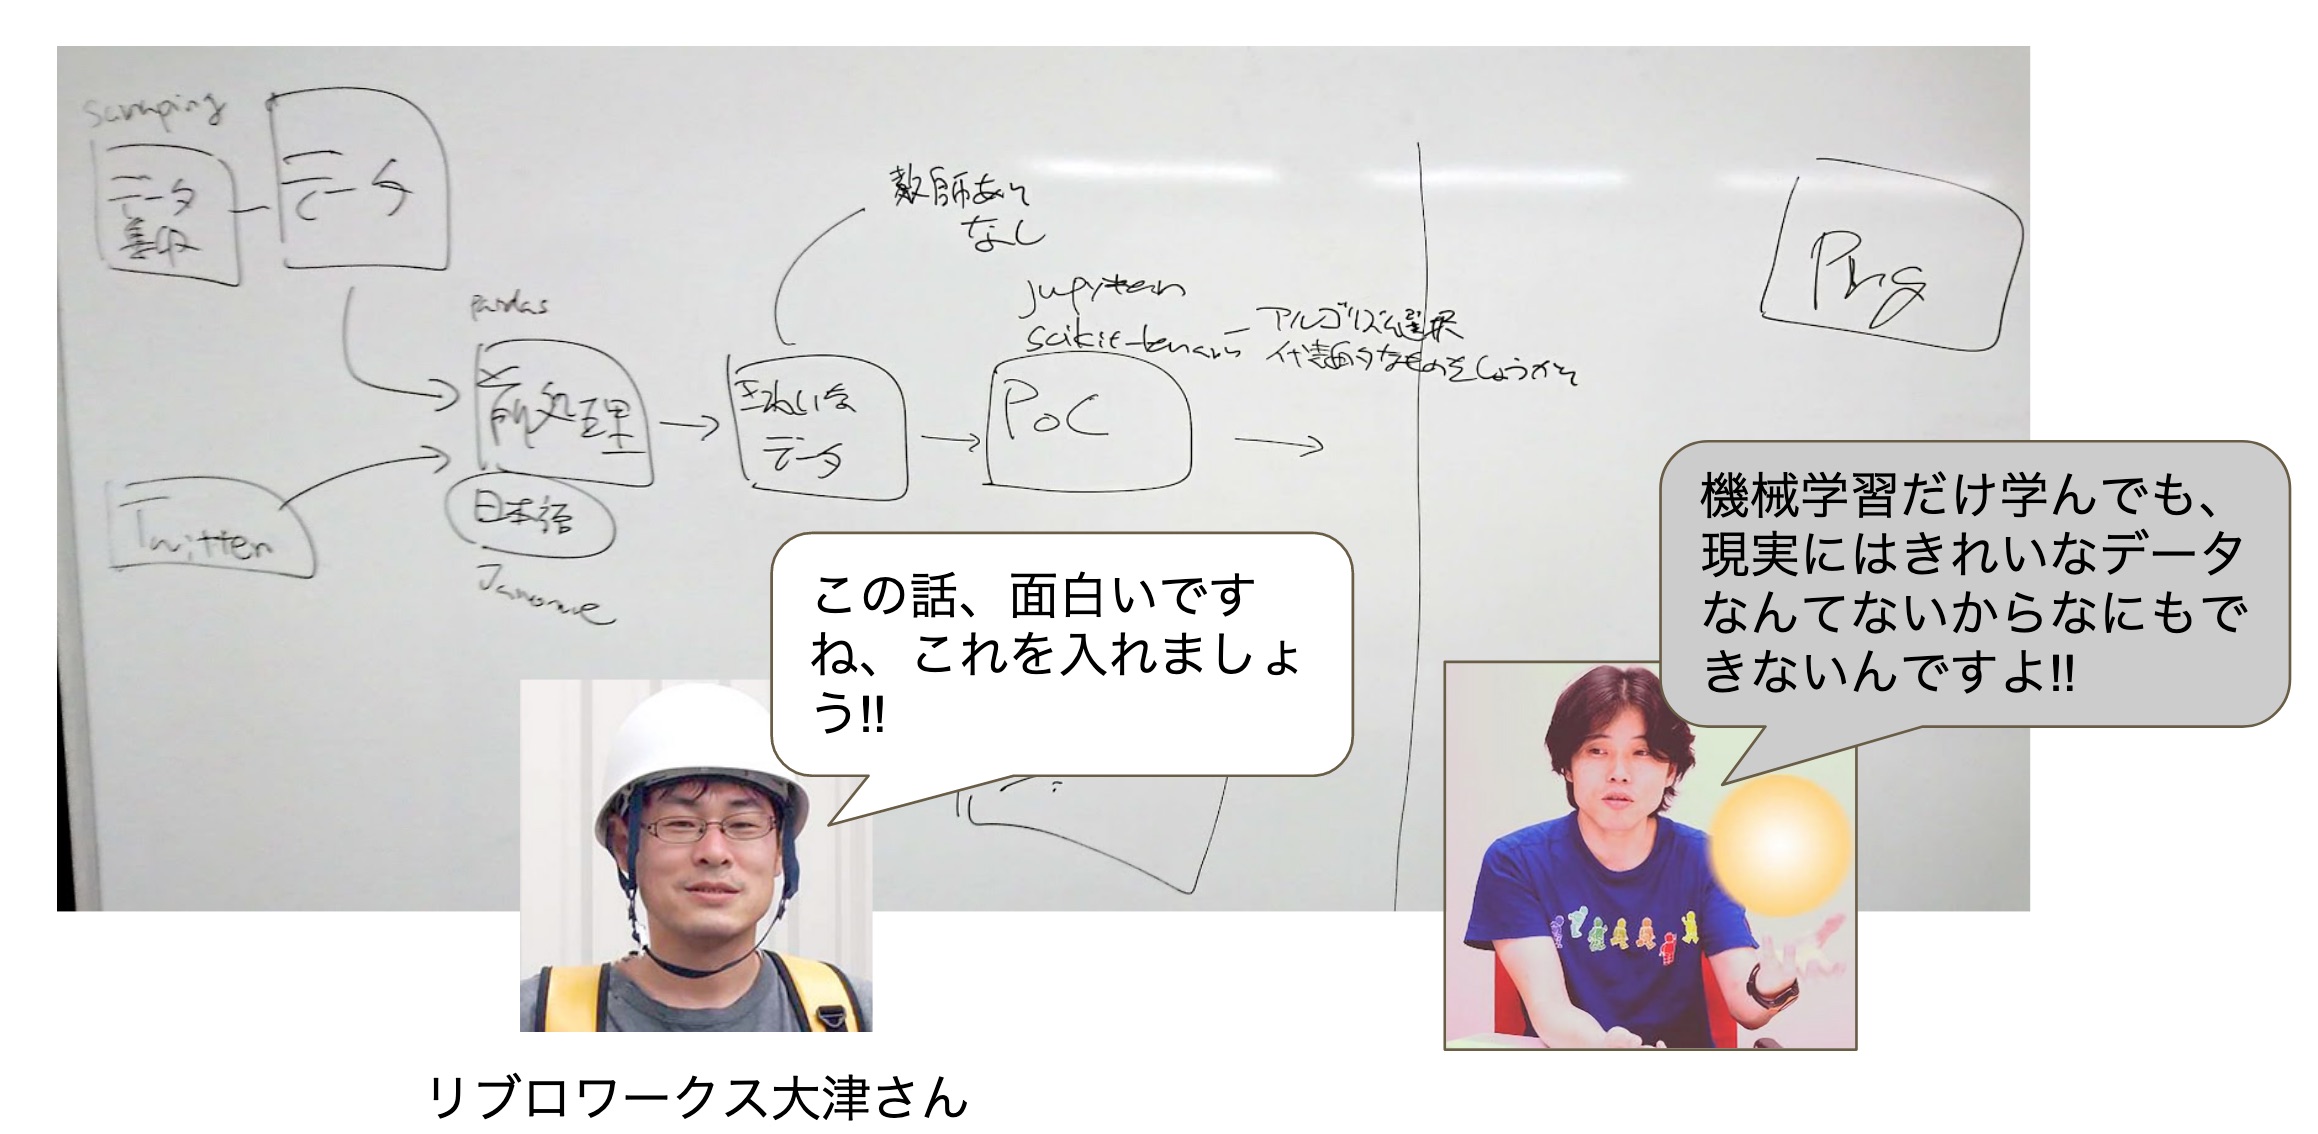 scraping
データ
収集
データ
教師あり
なし
jupyter
scikit-learn
アルゴリズム選択
代表的なものをしょうかい
pandas
前処理
きれいな
データ
PoC
日本語
Janome
Twitter
機械学習だけ学んでも、
現実にはきれいなデータ
なんてないからなにもで
きないんですよ!!
この話、面白いです
ね、これを入れましょ
う!!
リブロワークス大津さん